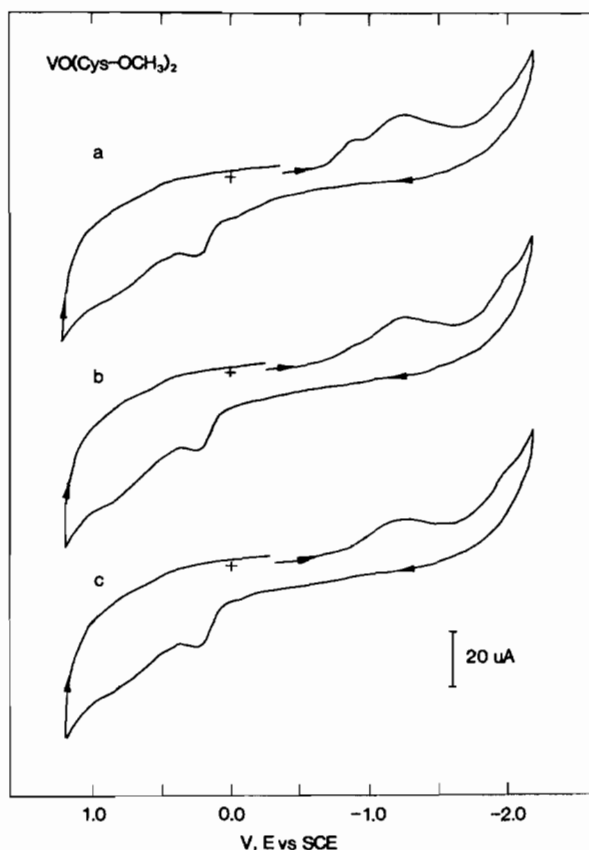 VO(Cys-OCH₃)₂
a
+
b
+
c
+
20 uA
1.0 0.0 -1.0 -2.0
V, E vs SCE